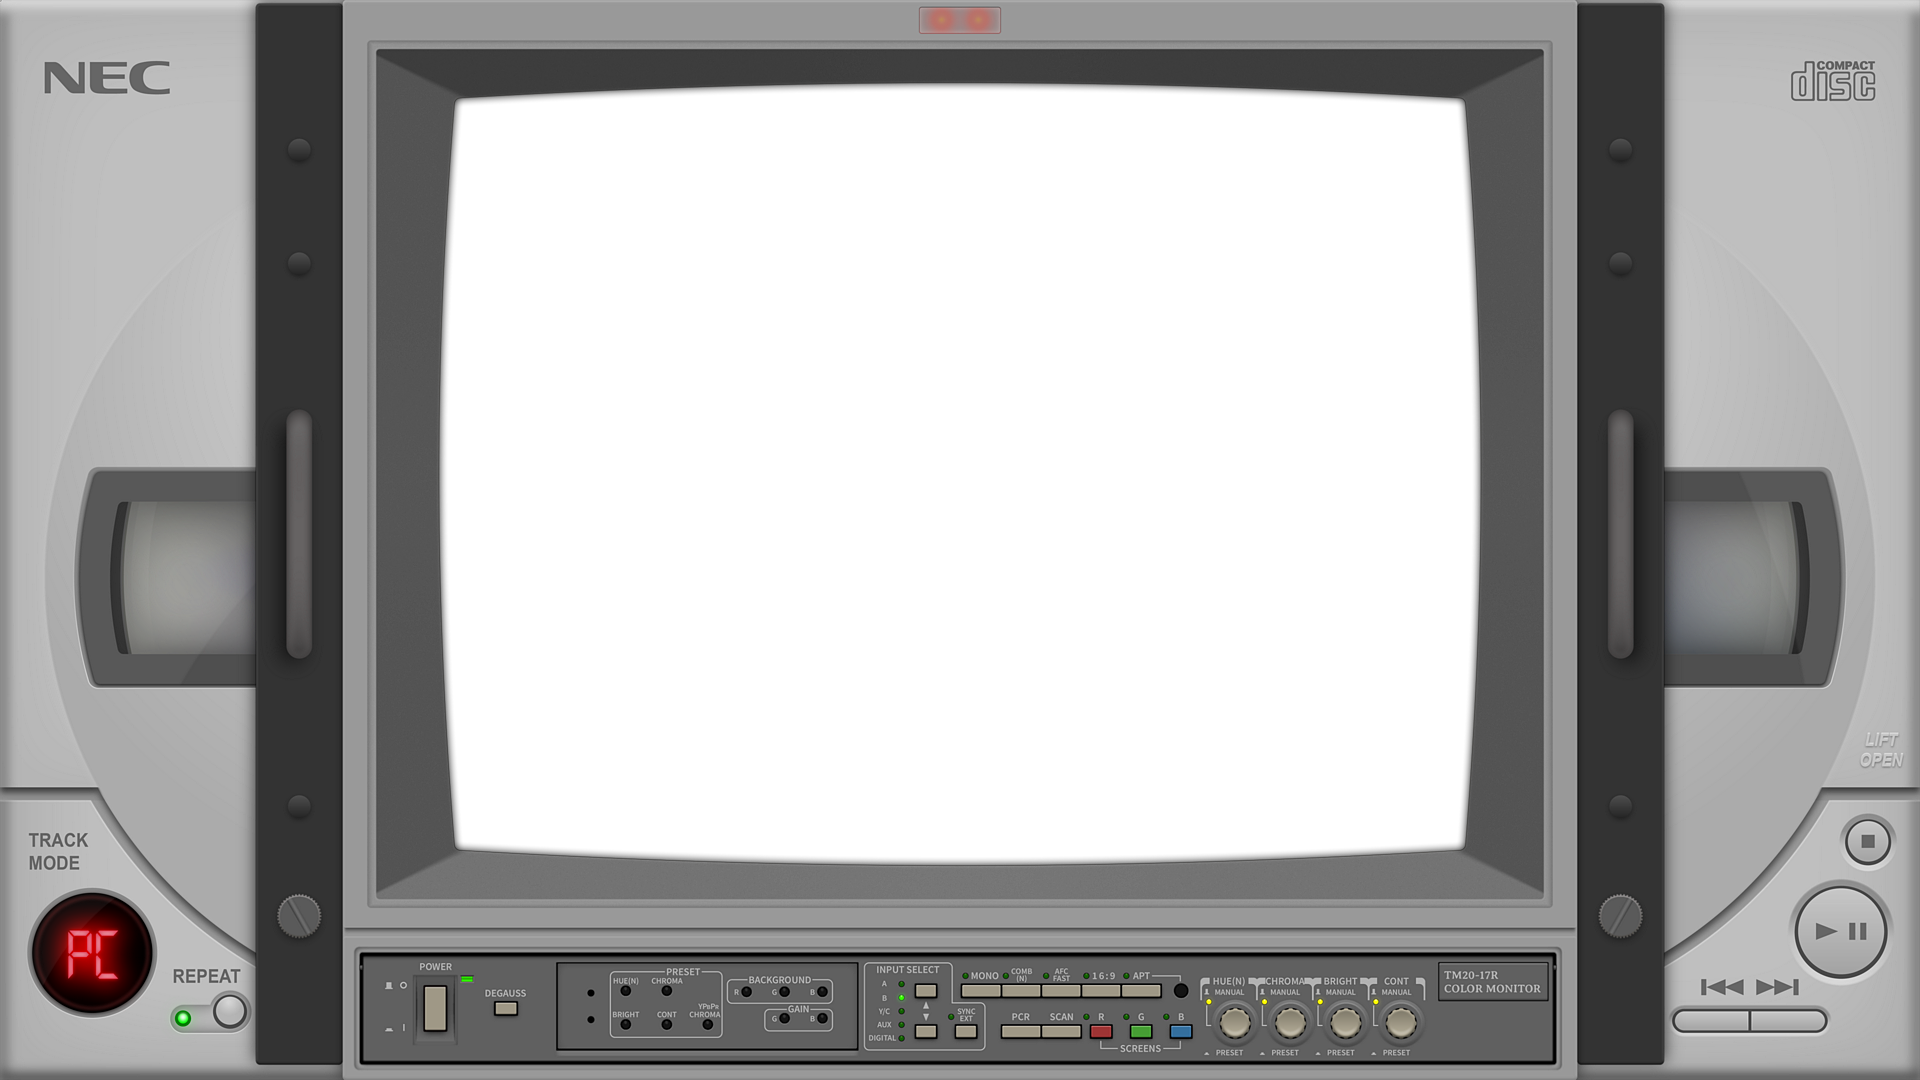 NEC
COMPACT
disc
LIFT
OPEN
TRACK
MODE
PC
REPEAT
POWER
DEGAUSS
PRESET
HUE(N)
CHROMA
BRIGHT
CONT
YPBPR
CHROMA
BACKGROUND
R
G
B
GAIN
G
B
INPUT SELECT
A
B
Y/C
AUX
DIGITAL
SYNC
EXT
MONO
COMB
(N)
AFC
FAST
16:9
APT
PCR
SCAN
R
G
B
SCREENS
HUE(N)
MANUAL
PRESET
CHROMA
MANUAL
PRESET
BRIGHT
MANUAL
PRESET
CONT
MANUAL
PRESET
TM20-17R
COLOR MONITOR